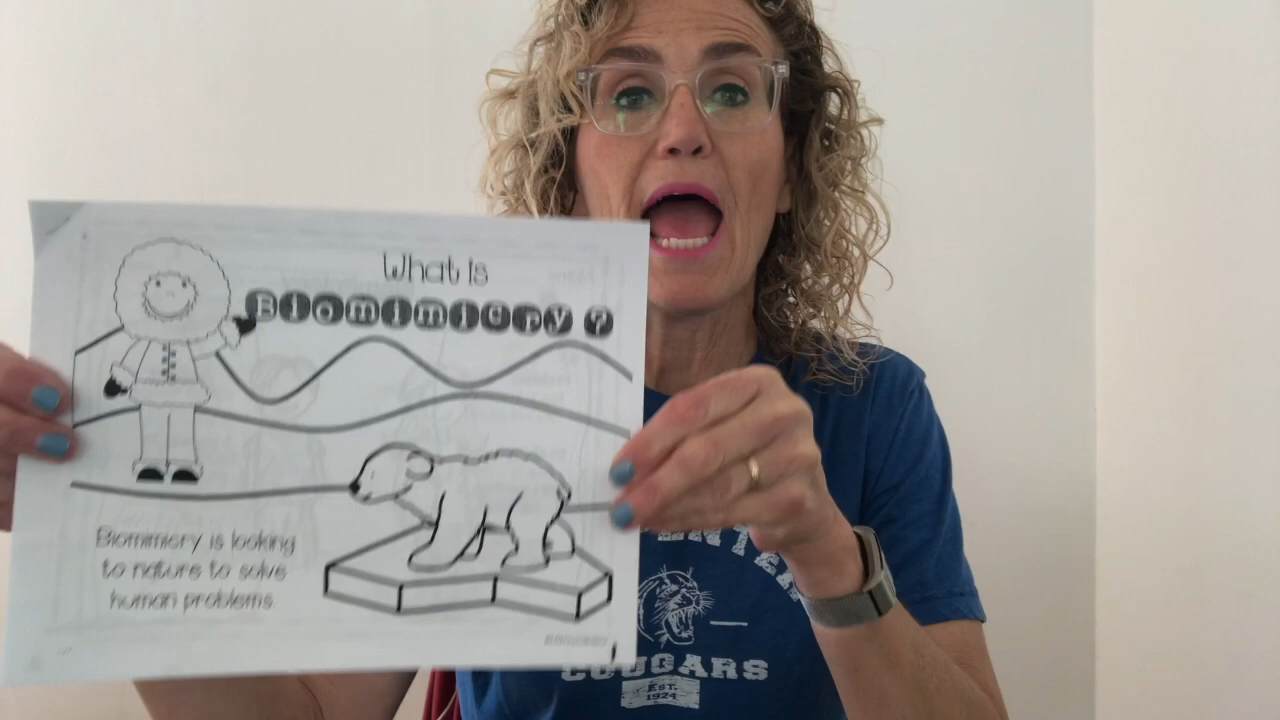 What is
Biomimicry?
Biomimicry is looking
to nature to solve
human problems
COUGARS
EST.
1924